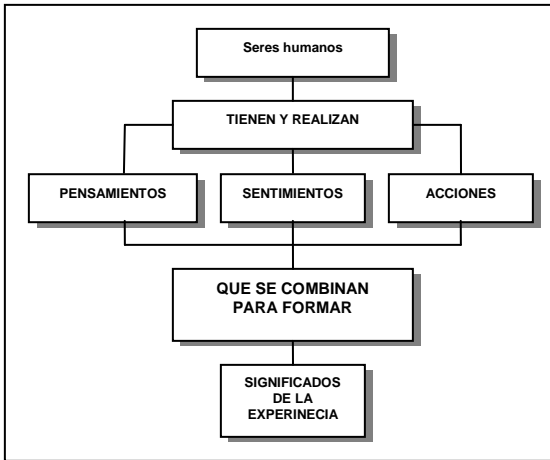 Seres humanos
TIENEN Y REALIZAN
PENSAMIENTOS
SENTIMIENTOS
ACCIONES
QUE SE COMBINAN
PARA FORMAR
SIGNIFICADOS
DE LA
EXPERINECIA